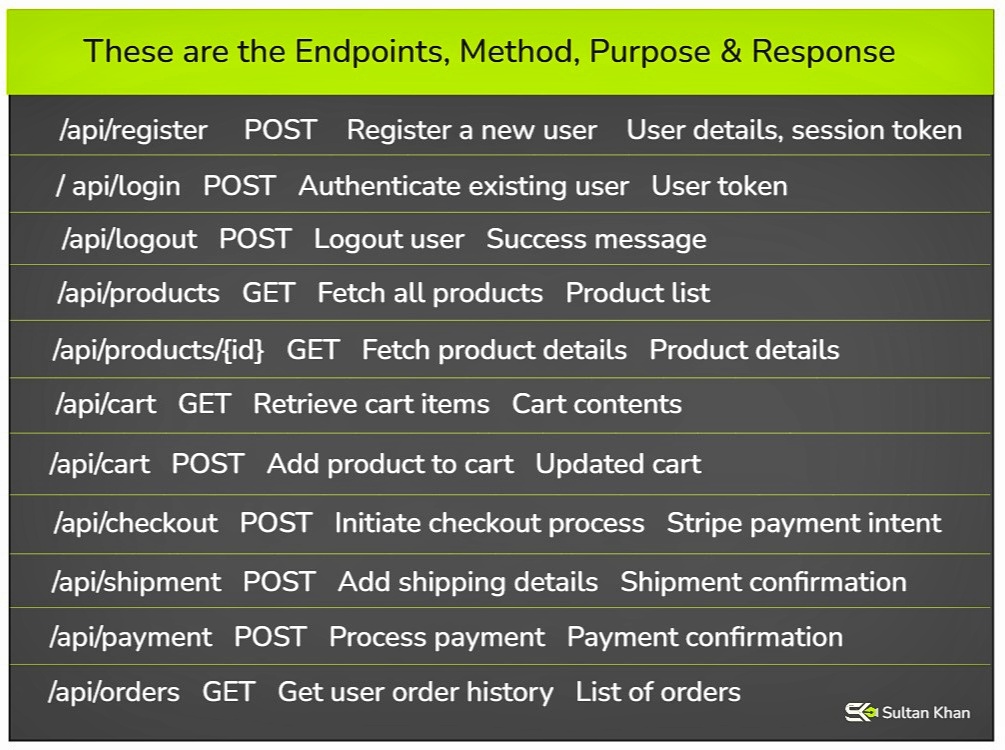 These are the Endpoints, Method, Purpose & Response
/api/register POST Register a new user User details, session token
/ api/login POST Authenticate existing user User token
/api/logout POST Logout user Success message
/api/products GET Fetch all products Product list
/api/products/{id} GET Fetch product details Product details
/api/cart GET Retrieve cart items Cart contents
/api/cart POST Add product to cart Updated cart
/api/checkout POST Initiate checkout process Stripe payment intent
/api/shipment POST Add shipping details Shipment confirmation
/api/payment POST Process payment Payment confirmation
/api/orders GET Get user order history List of orders
SK Sultan Khan